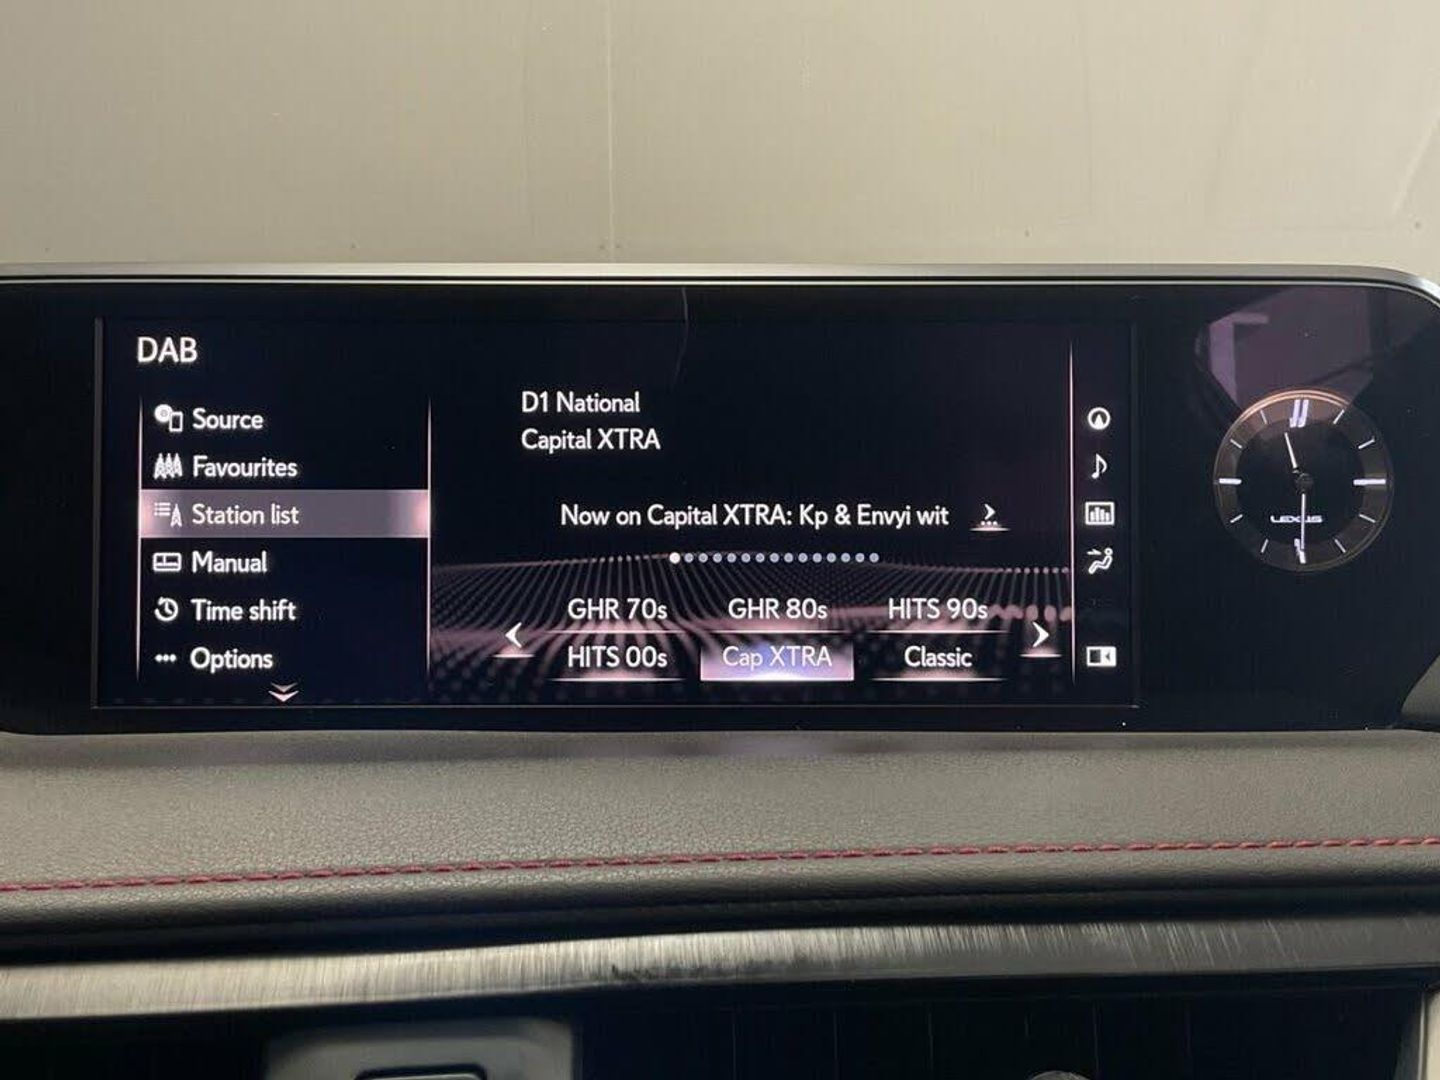 DAB
Source
Favourites
Station list
Manual
Time shift
Options
D1 National
Capital XTRA
Now on Capital XTRA: Kp & Envyi wit
GHR 70s GHR 80s HITS 90s
HITS 00s Cap XTRA Classic
LEXUS